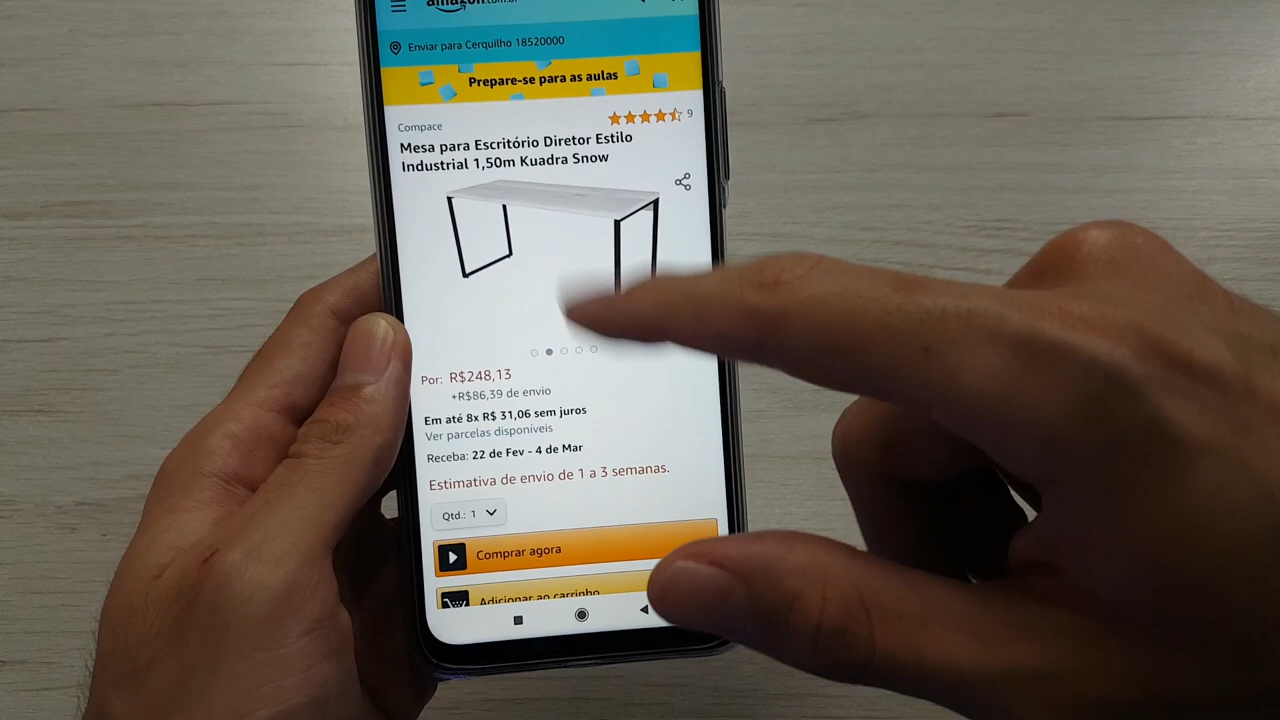 amazon.com.br
Enviar para Cerquilho 18520000
Prepare-se para as aulas
Compace
9
Mesa para Escritório Diretor Estilo
Industrial 1,50m Kuadra Snow
Por: R$248,13
+R$86,39 de envio
Em até 8x R$ 31,06 sem juros
Ver parcelas disponíveis
Receba: 22 de Fev - 4 de Mar
Estimativa de envio de 1 a 3 semanas.
Qtd.: 1
Comprar agora
Adicionar ao carrinho